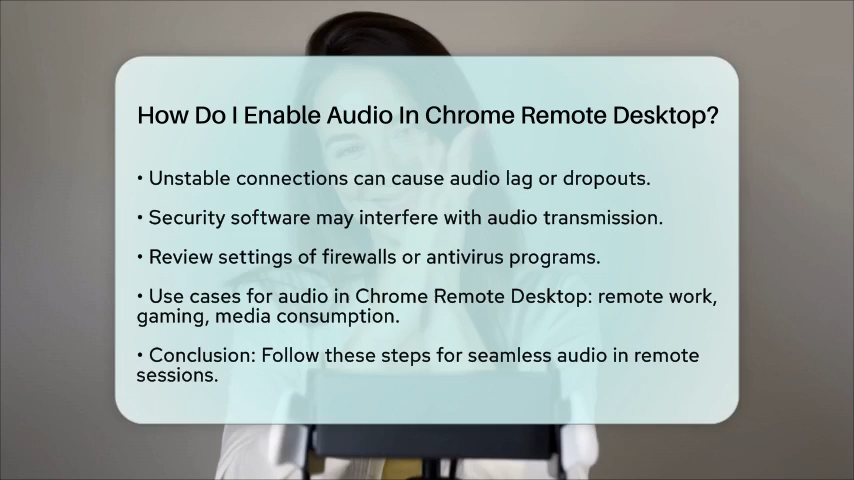 How Do I Enable Audio In Chrome Remote Desktop?
• Unstable connections can cause audio lag or dropouts.
• Security software may interfere with audio transmission.
• Review settings of firewalls or antivirus programs.
• Use cases for audio in Chrome Remote Desktop: remote work,
gaming, media consumption.
• Conclusion: Follow these steps for seamless audio in remote
sessions.